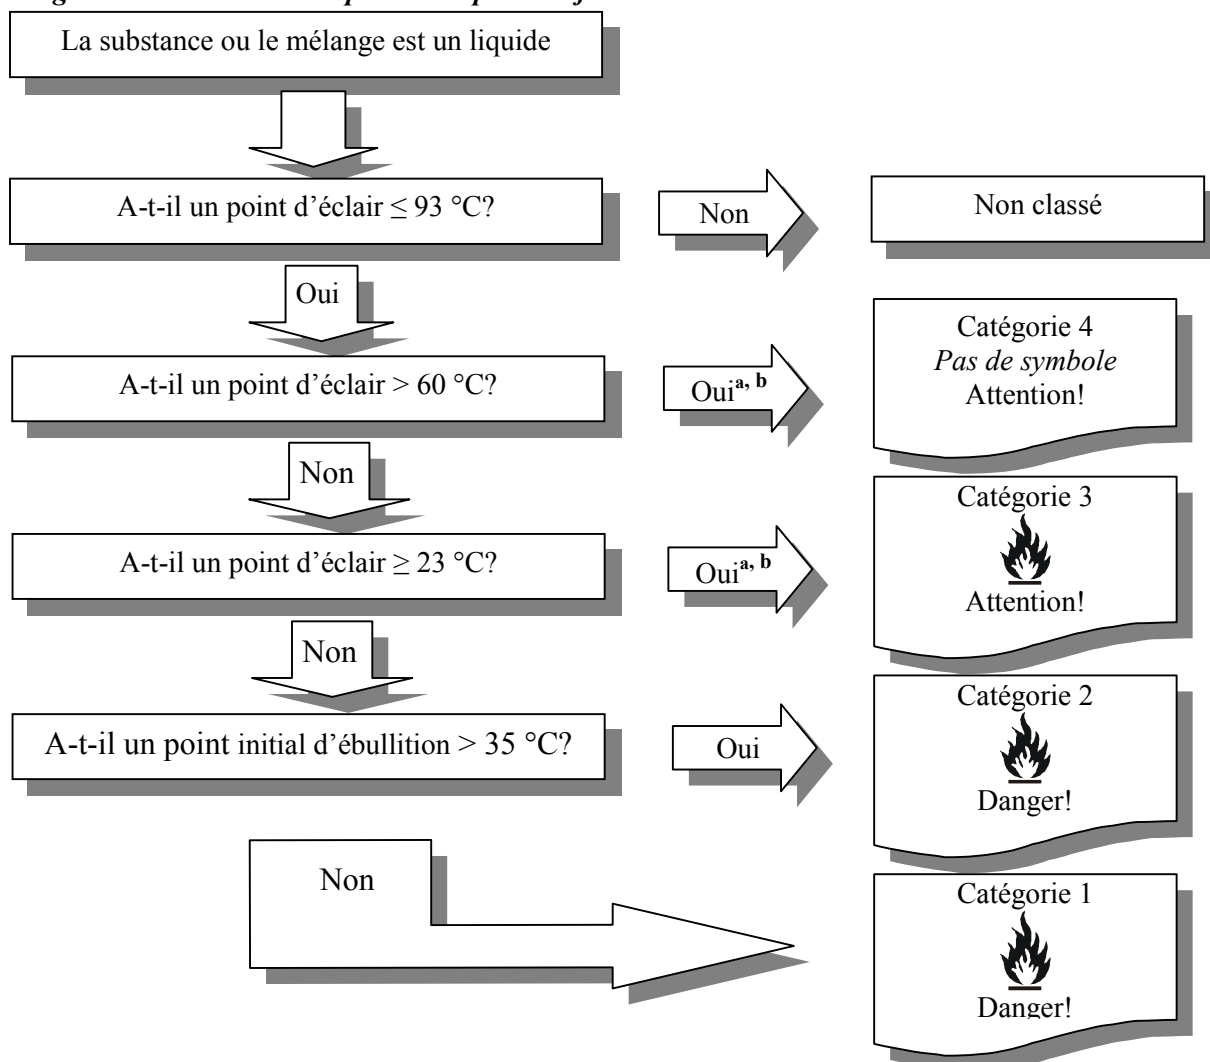 La substance ou le mélange est un liquide
A-t-il un point d’éclair ≤ 93 °C?
Non
Non classé
Oui
A-t-il un point d’éclair > 60 °C?
Ouiᵃ, ᵇ
Catégorie 4
Pas de symbole
Attention!
Non
A-t-il un point d’éclair ≥ 23 °C?
Ouiᵃ, ᵇ
Catégorie 3
Attention!
Non
A-t-il un point initial d’ébullition > 35 °C?
Oui
Catégorie 2
Danger!
Non
Catégorie 1
Danger!